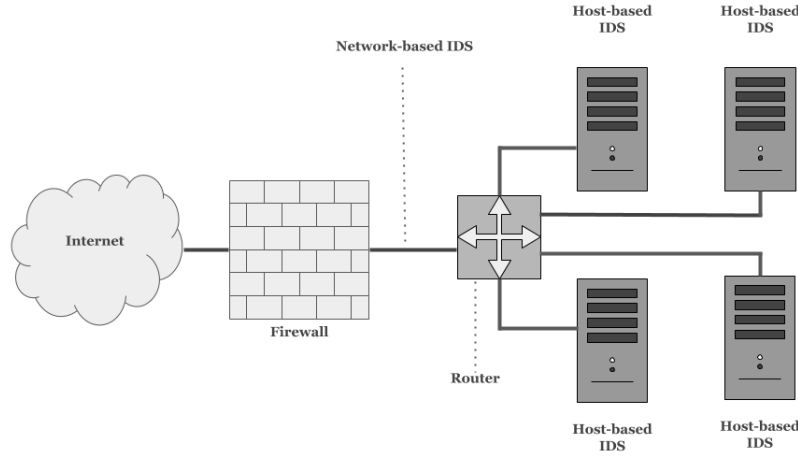 Host-based
IDS
Host-based
IDS
Network-based IDS
Internet
Firewall
Router
Host-based
IDS
Host-based
IDS